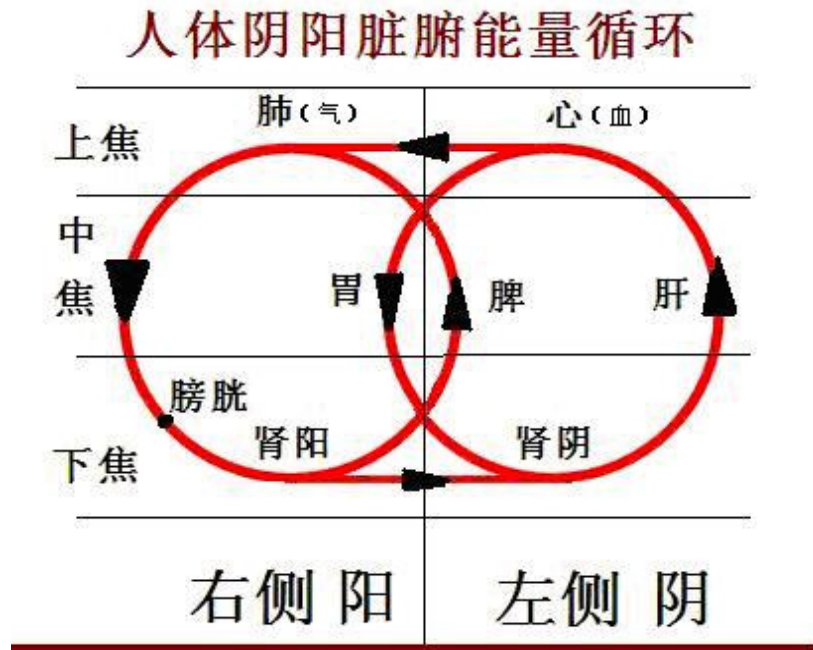 人体阴阳脏腑能量循环
肺(气)
心(血)
上焦
中
焦
胃
脾
肝
膀胱
下焦
肾阳
肾阴
右侧 阳
左侧 阴